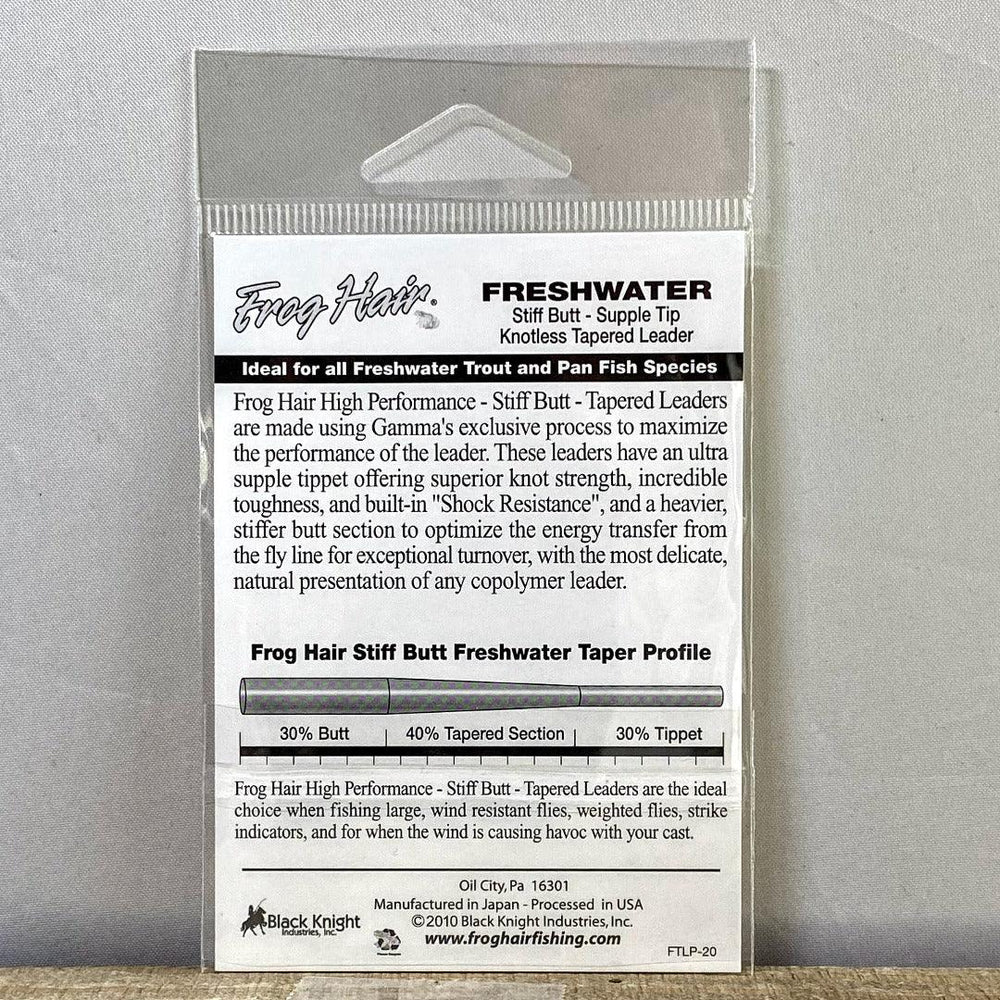 Frog Hair®
FRESHWATER
Stiff Butt - Supple Tip
Knotless Tapered Leader
Ideal for all Freshwater Trout and Pan Fish Species
Frog Hair High Performance - Stiff Butt - Tapered Leaders
are made using Gamma's exclusive process to maximize
the performance of the leader. These leaders have an ultra
supple tippet offering superior knot strength, incredible
toughness, and built-in "Shock Resistance", and a heavier,
stiffer butt section to optimize the energy transfer from
the fly line for exceptional turnover, with the most delicate,
natural presentation of any copolymer leader.
Frog Hair Stiff Butt Freshwater Taper Profile
30% Butt 40% Tapered Section 30% Tippet
Frog Hair High Performance - Stiff Butt - Tapered Leaders are the ideal
choice when fishing large, wind resistant flies, weighted flies, strike
indicators, and for when the wind is causing havoc with your cast.
Oil City, Pa 16301
Manufactured in Japan - Processed in USA
©2010 Black Knight Industries, Inc.
www.froghairfishing.com
Black Knight
Industries, Inc.
Please Recycle
FTLP-20